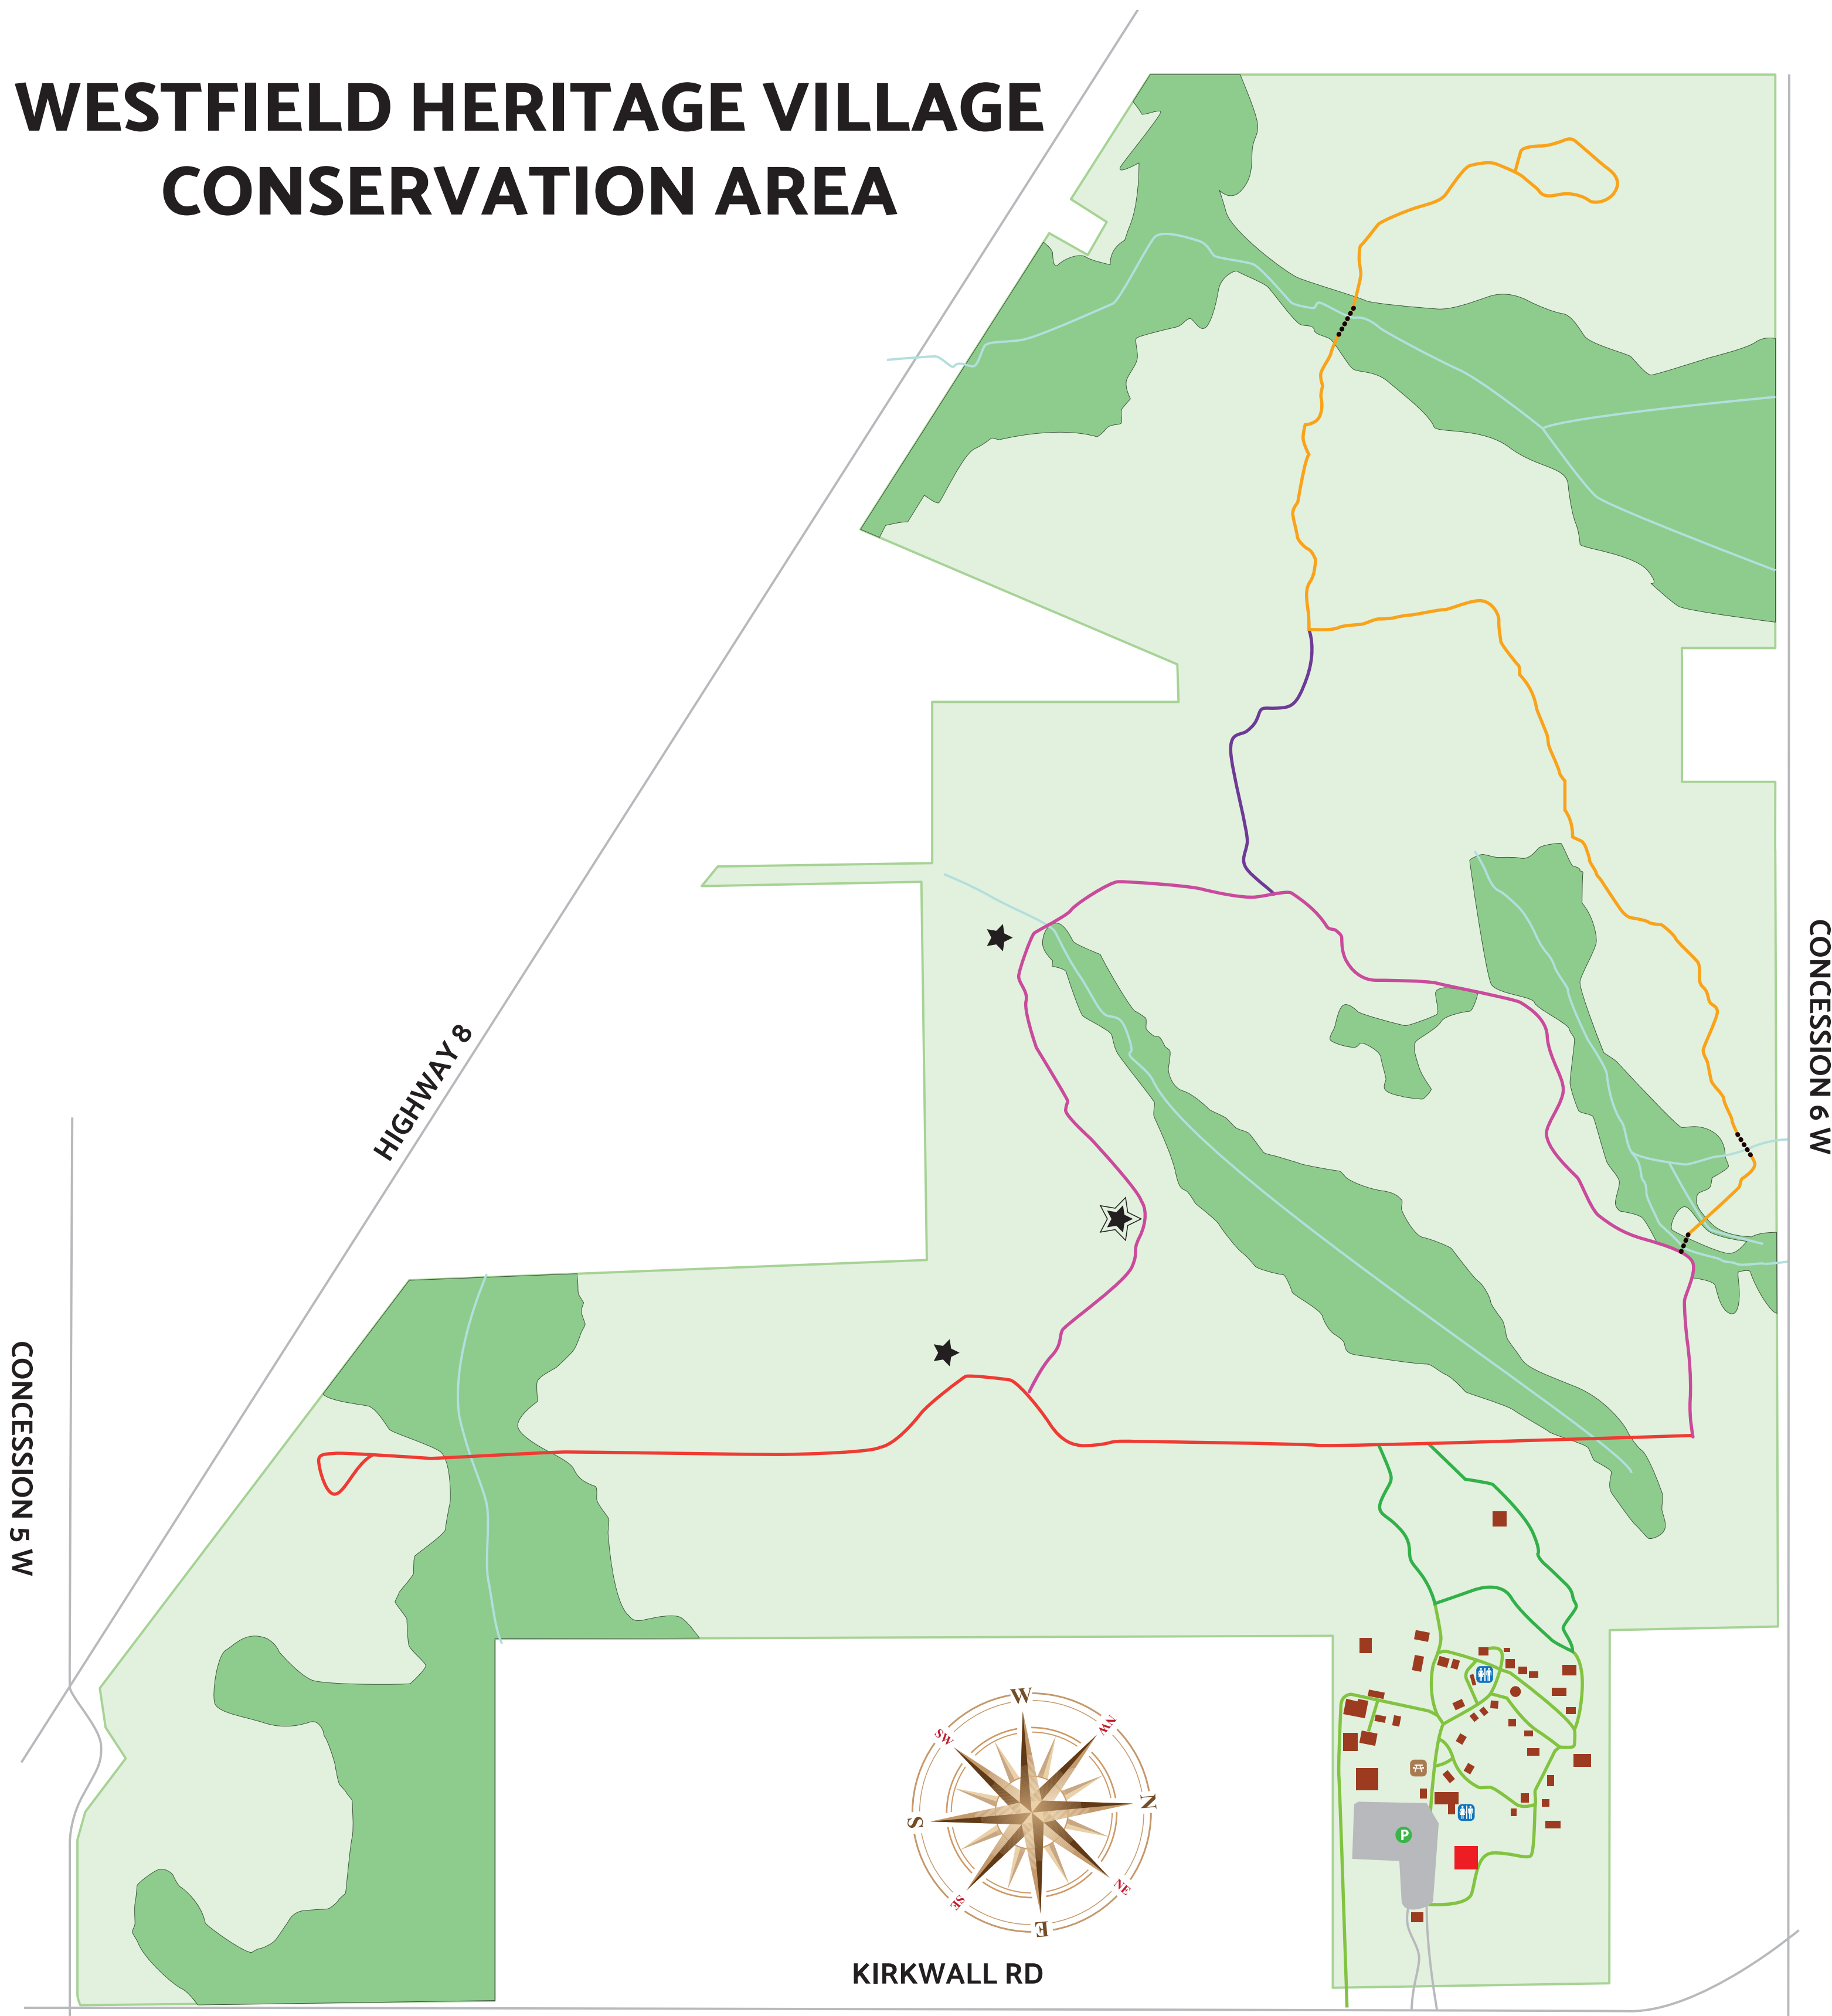 WESTFIELD HERITAGE VILLAGE
CONSERVATION AREA
HIGHWAY 8
CONCESSION 6 W
CONCESSION 5 W
W
SW
NW
S
N
SE
NE
E
P
KIRKWALL RD